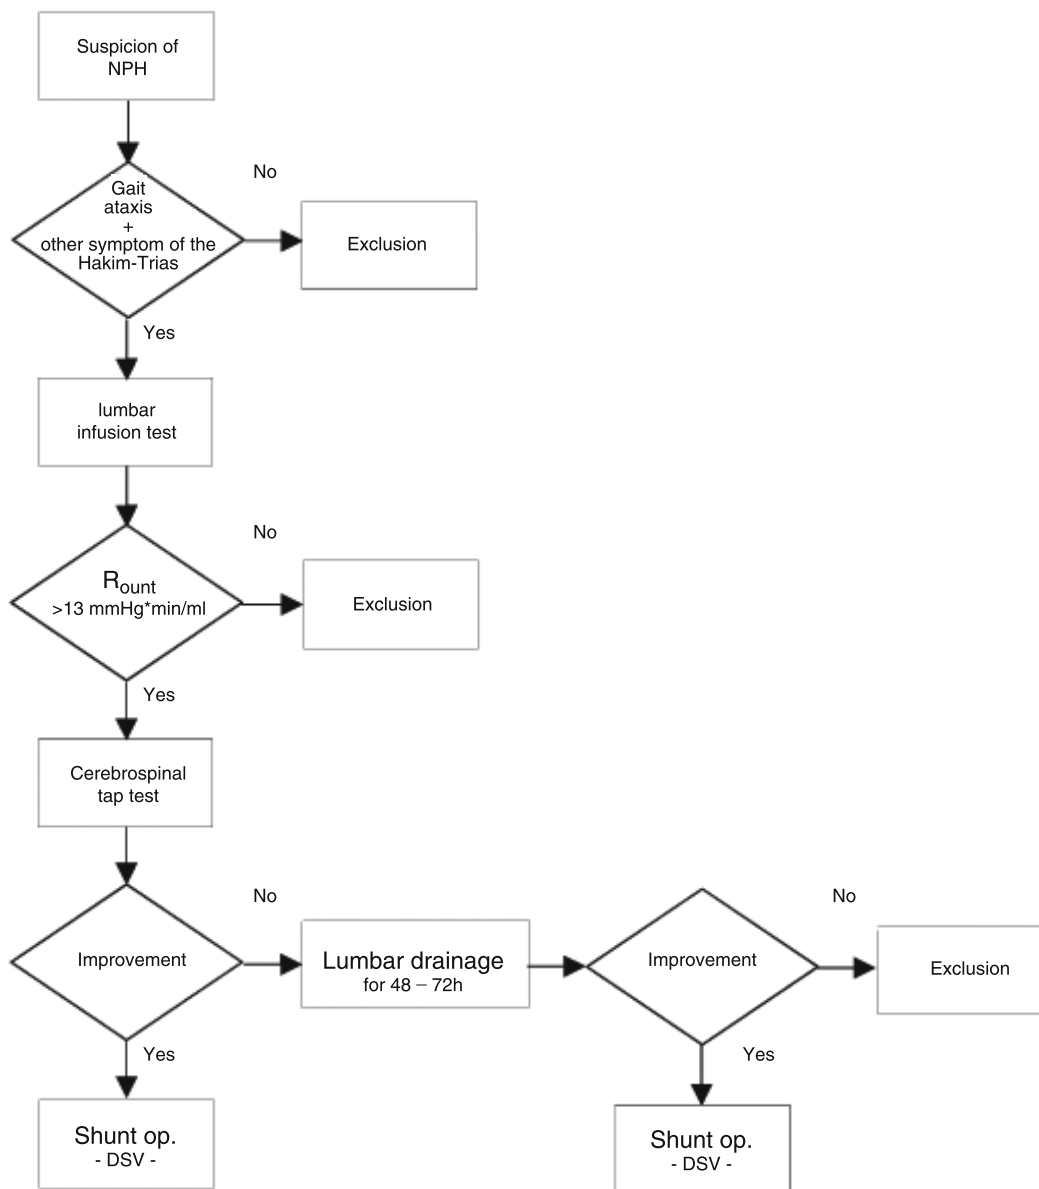 Suspicion of
NPH
No
Gait
ataxis
+
other symptom of the
Hakim-Trias
Exclusion
Yes
lumbar
infusion test
No
Rount
>13 mmHg*min/ml
Exclusion
Yes
Cerebrospinal
tap test
No
Improvement
Lumbar drainage
for 48 – 72h
Improvement
No
Exclusion
Yes
Shunt op.
- DSV -
Yes
Shunt op.
- DSV -